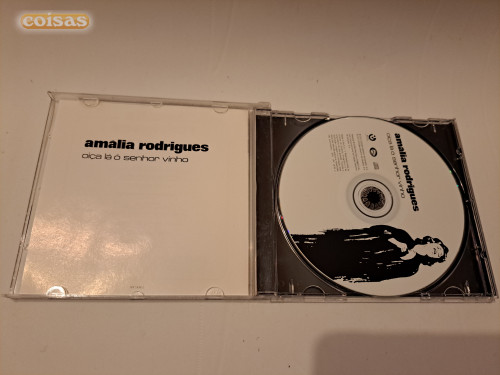 coisas
amalia rodrigues
oiça lá ó senhor vinho
amalia rodrigues
oiça lá ó senhor vinho